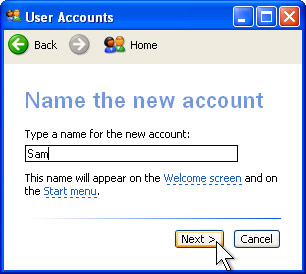 User Accounts
Back Home
Name the new account
Type a name for the new account:
Sam
This name will appear on the Welcome screen and on
the Start menu.
Next > Cancel